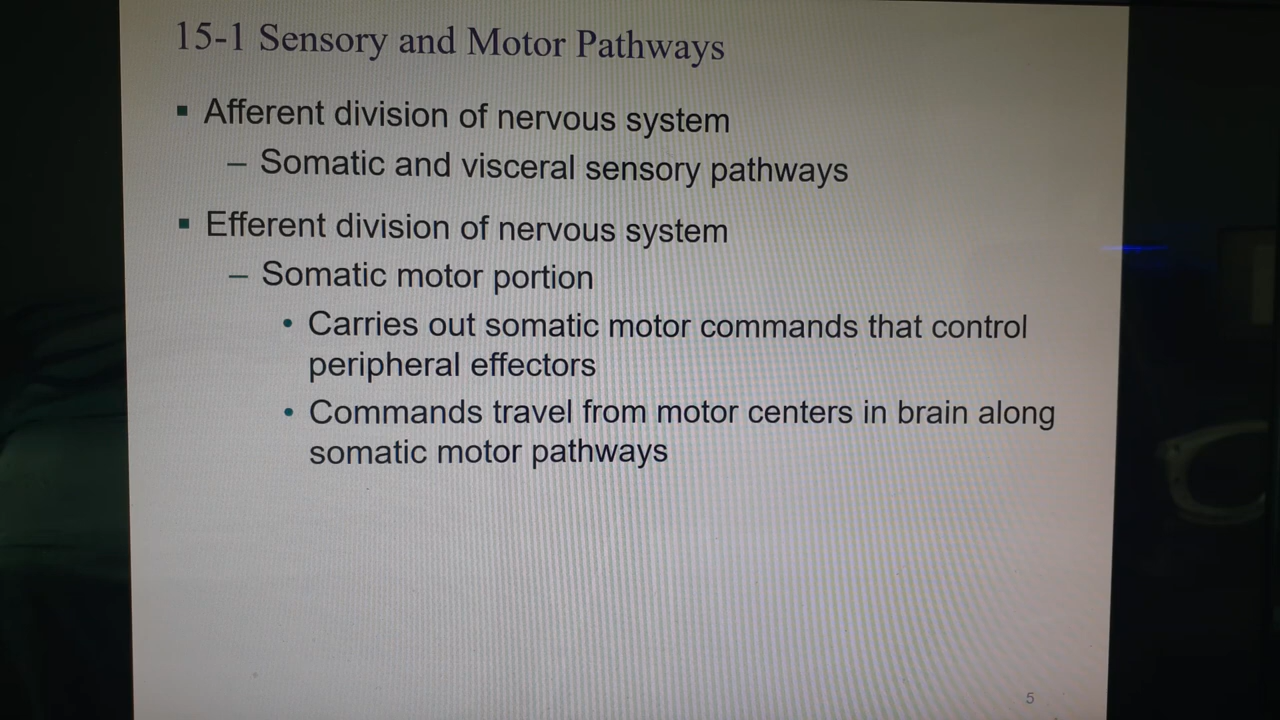 15-1 Sensory and Motor Pathways
▪ Afferent division of nervous system
– Somatic and visceral sensory pathways
▪ Efferent division of nervous system
– Somatic motor portion
• Carries out somatic motor commands that control
peripheral effectors
• Commands travel from motor centers in brain along
somatic motor pathways
5